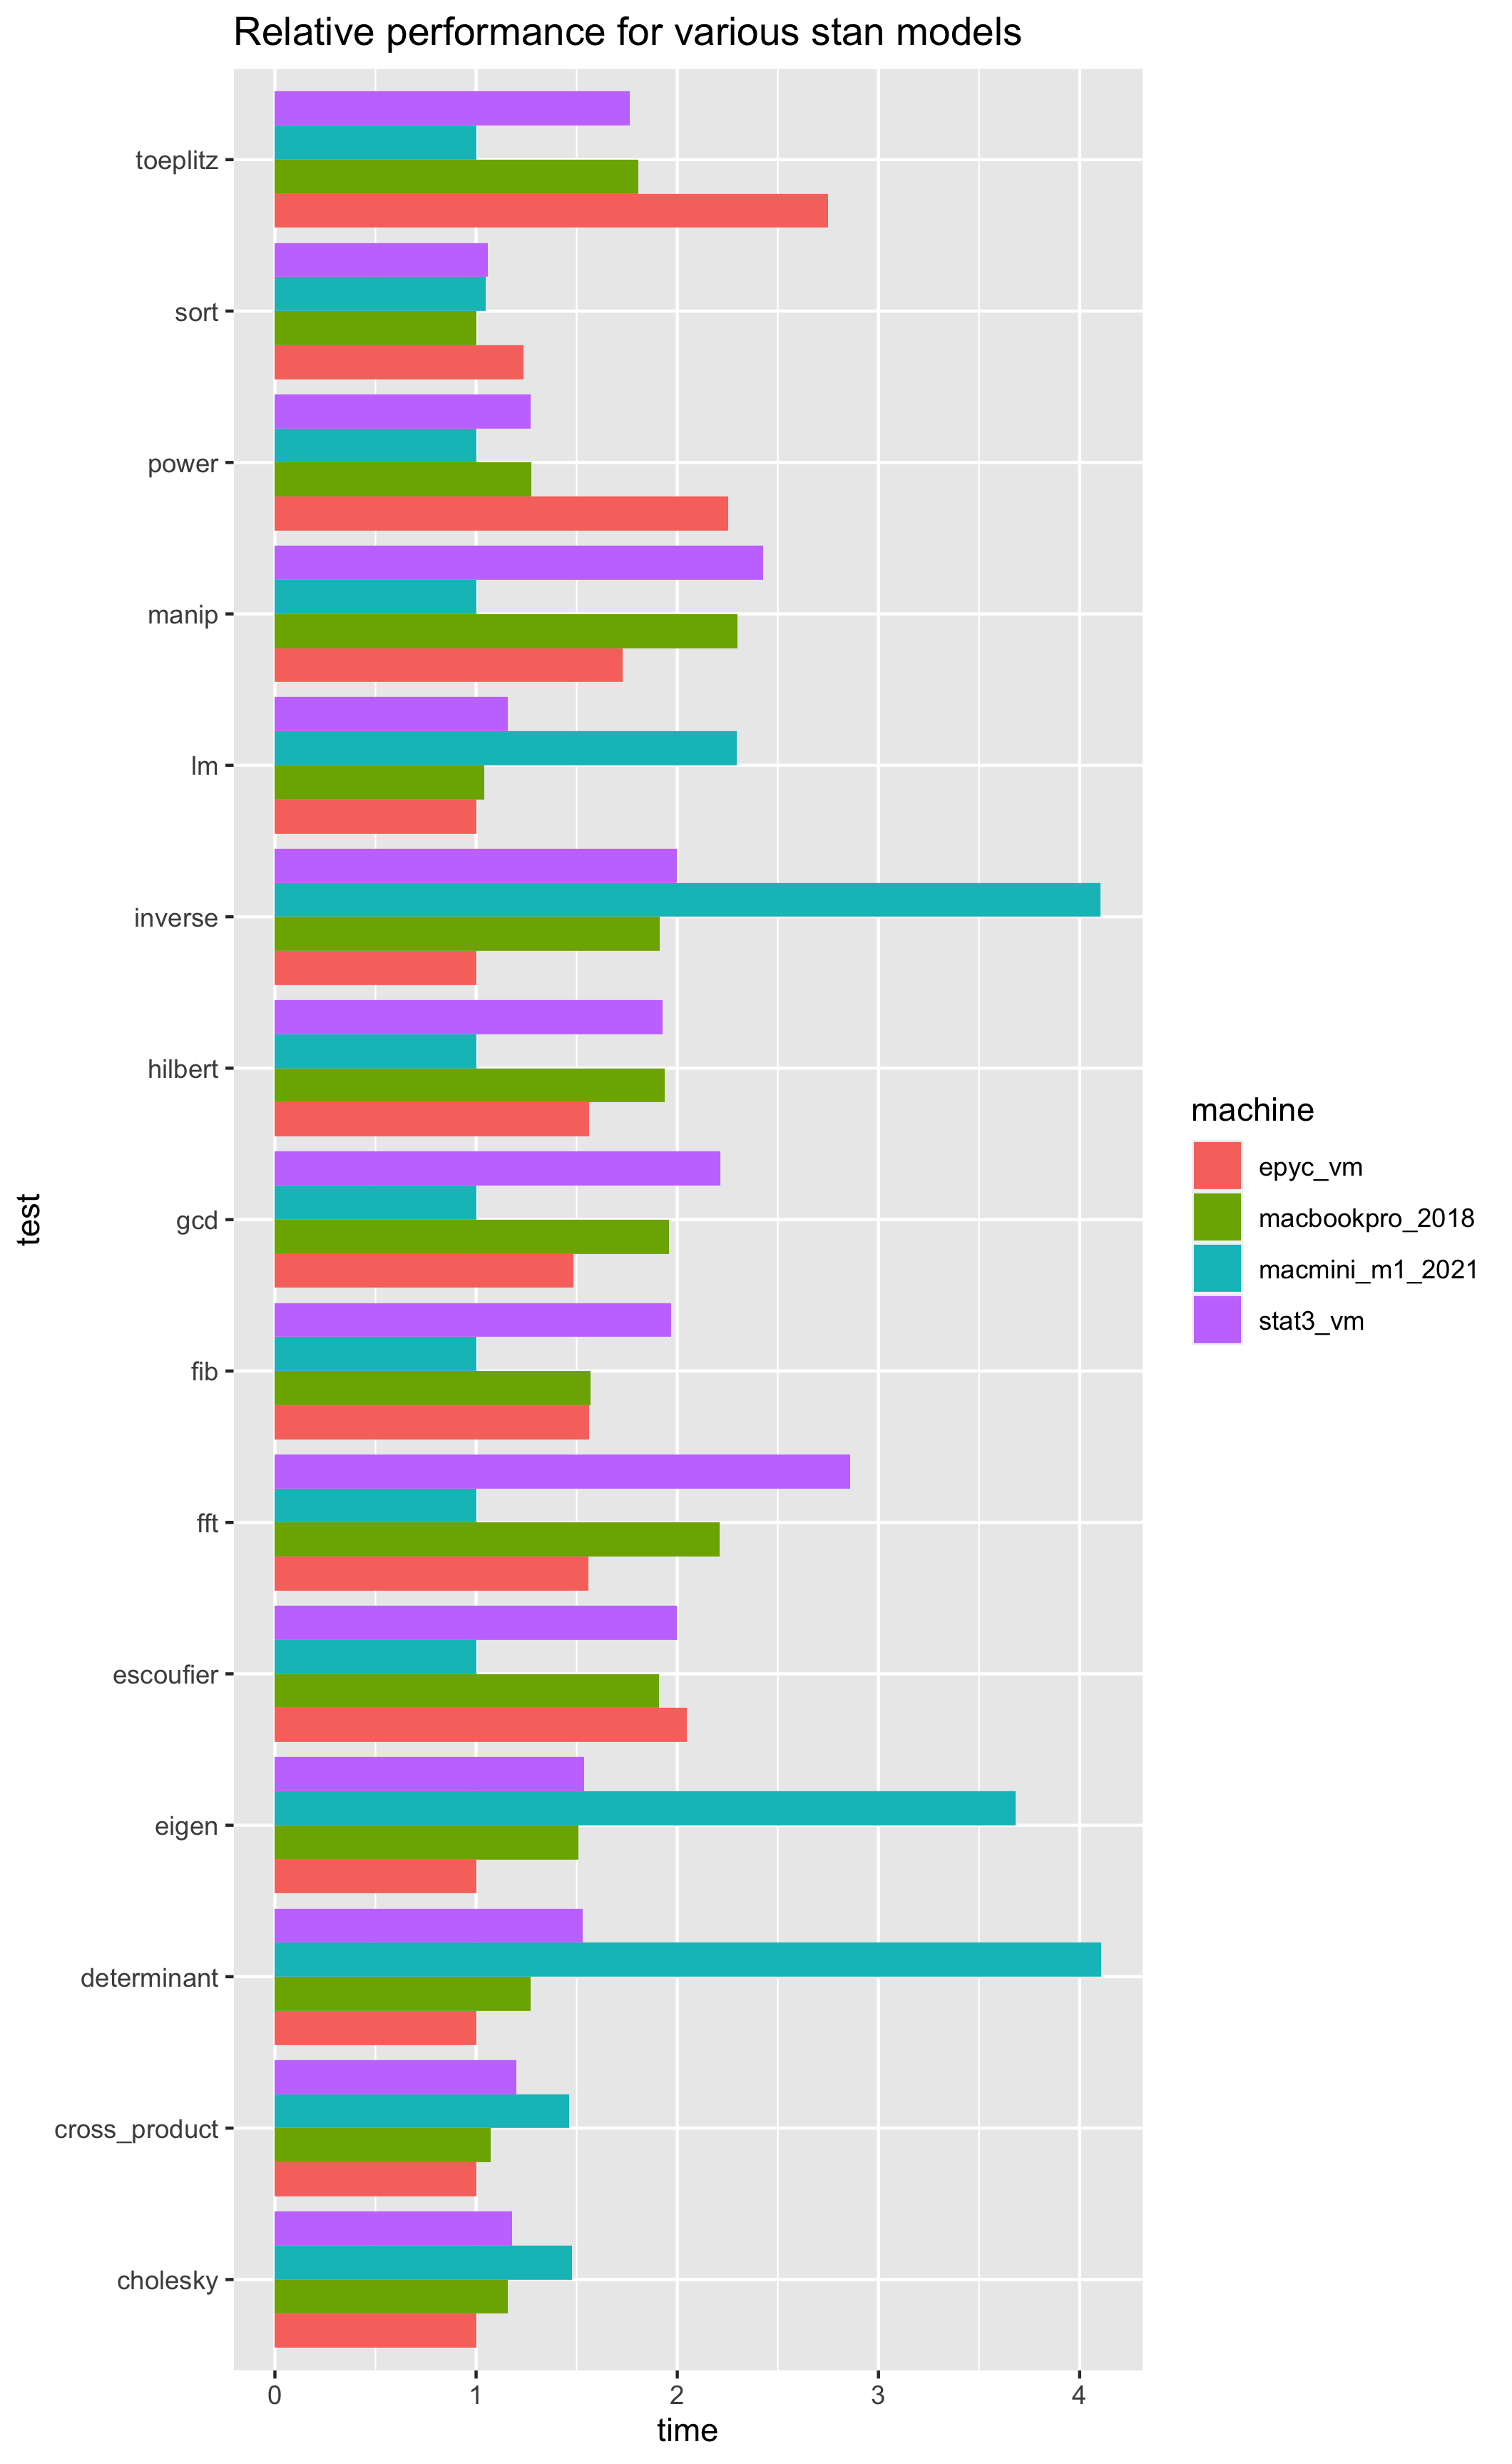 Relative performance for various stan models
toeplitz
sort
power
manip
lm
inverse
hilbert
gcd
fib
fft
escoufier
eigen
determinant
cross_product
cholesky
test
0 1 2 3 4
time
machine
epyc_vm
macbookpro_2018
macmini_m1_2021
stat3_vm